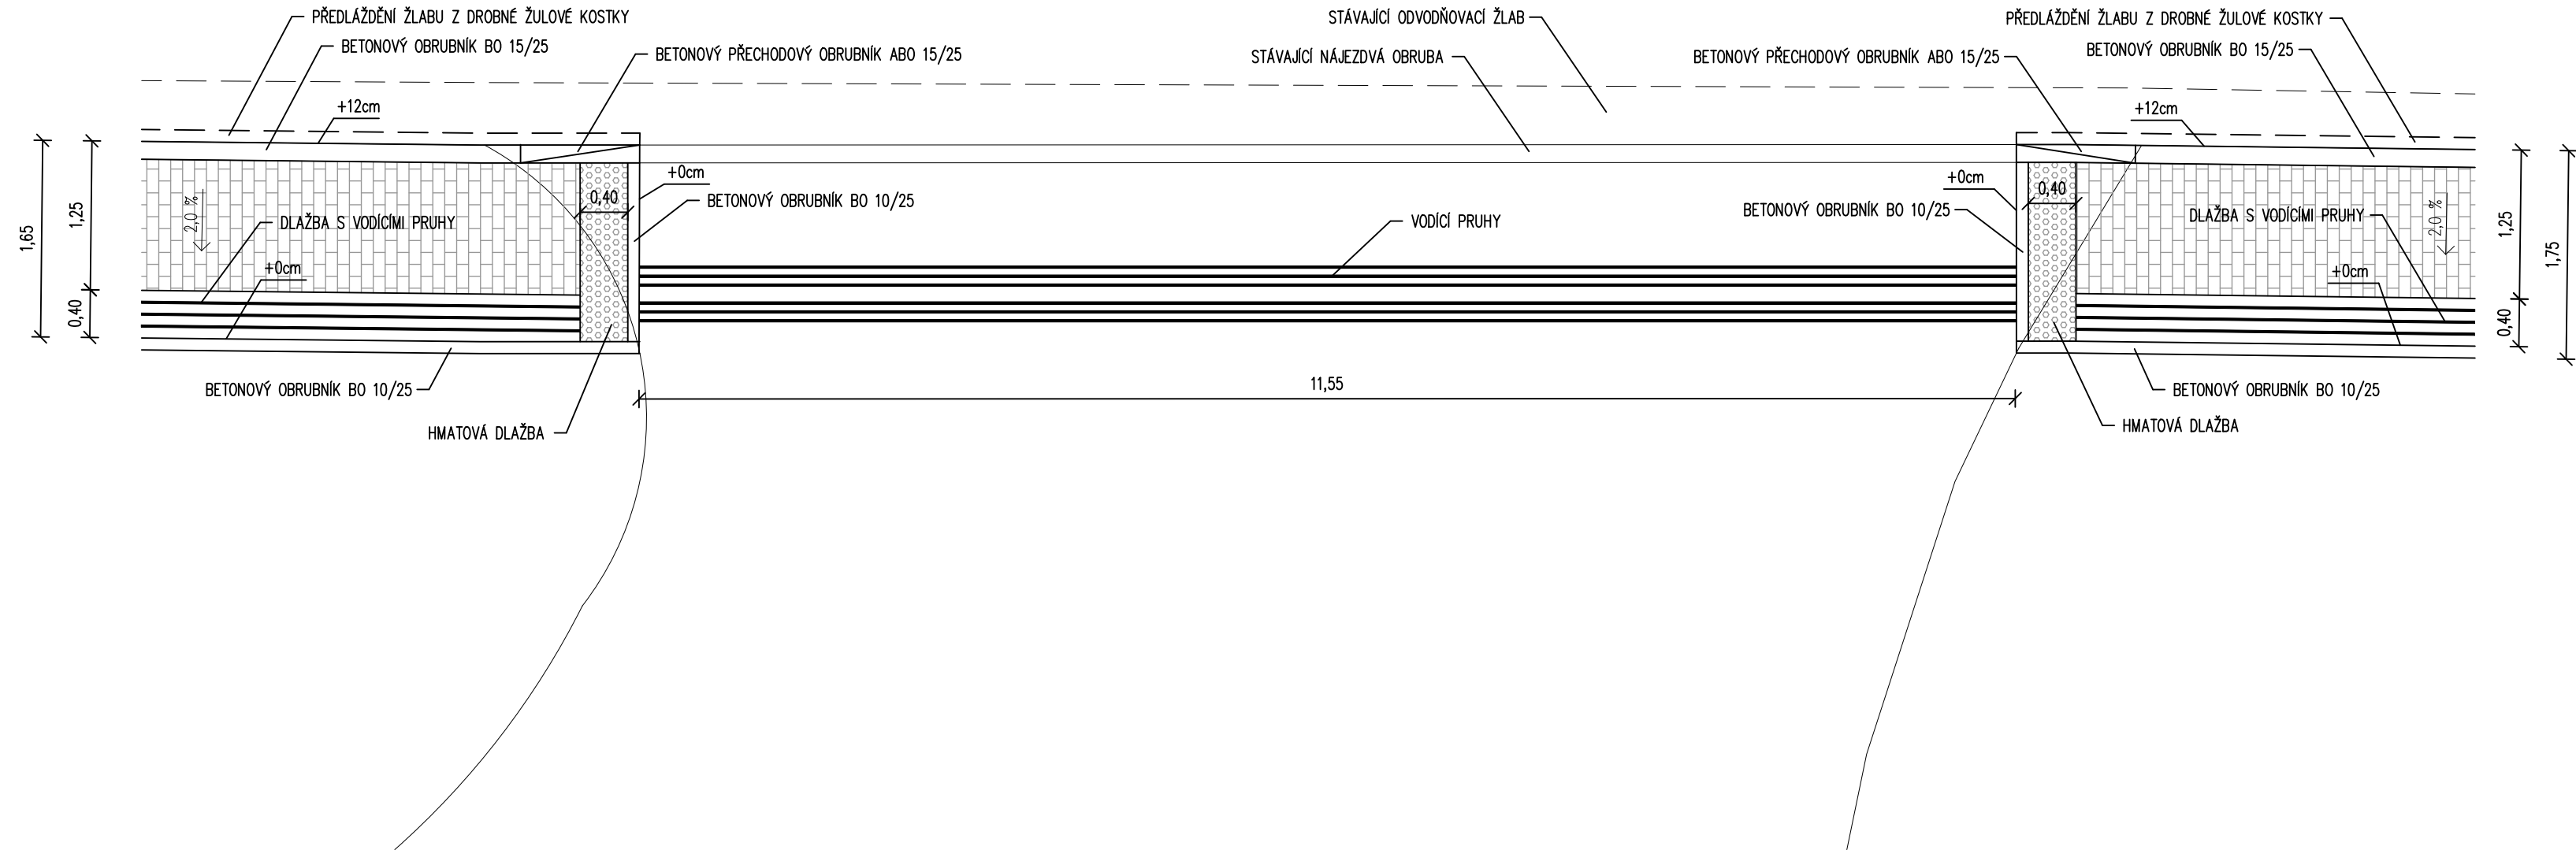 PŘEDLÁŽDĚNÍ ŽLABU Z DROBNÉ ŽULOVÉ KOSTKY
STÁVAJÍCÍ ODVODŇOVACÍ ŽLAB
PŘEDLÁŽDĚNÍ ŽLABU Z DROBNÉ ŽULOVÉ KOSTKY
BETONOVÝ OBRUBNÍK BO 15/25
BETONOVÝ PŘECHODOVÝ OBRUBNÍK ABO 15/25
STÁVAJÍCÍ NÁJEZDVÁ OBRUBA
BETONOVÝ PŘECHODOVÝ OBRUBNÍK ABO 15/25
BETONOVÝ OBRUBNÍK BO 15/25
+12cm
+12cm
+0cm
+0cm
0,40
0,40
BETONOVÝ OBRUBNÍK BO 10/25
BETONOVÝ OBRUBNÍK BO 10/25
1,65
1,25
2,0 %
DLAŽBA S VODÍCÍMI PRUHY
VODÍCÍ PRUHY
DLAŽBA S VODÍCÍMI PRUHY
2,0 %
1,25
1,75
+0cm
+0cm
0,40
0,40
BETONOVÝ OBRUBNÍK BO 10/25
11,55
BETONOVÝ OBRUBNÍK BO 10/25
HMATOVÁ DLAŽBA
HMATOVÁ DLAŽBA